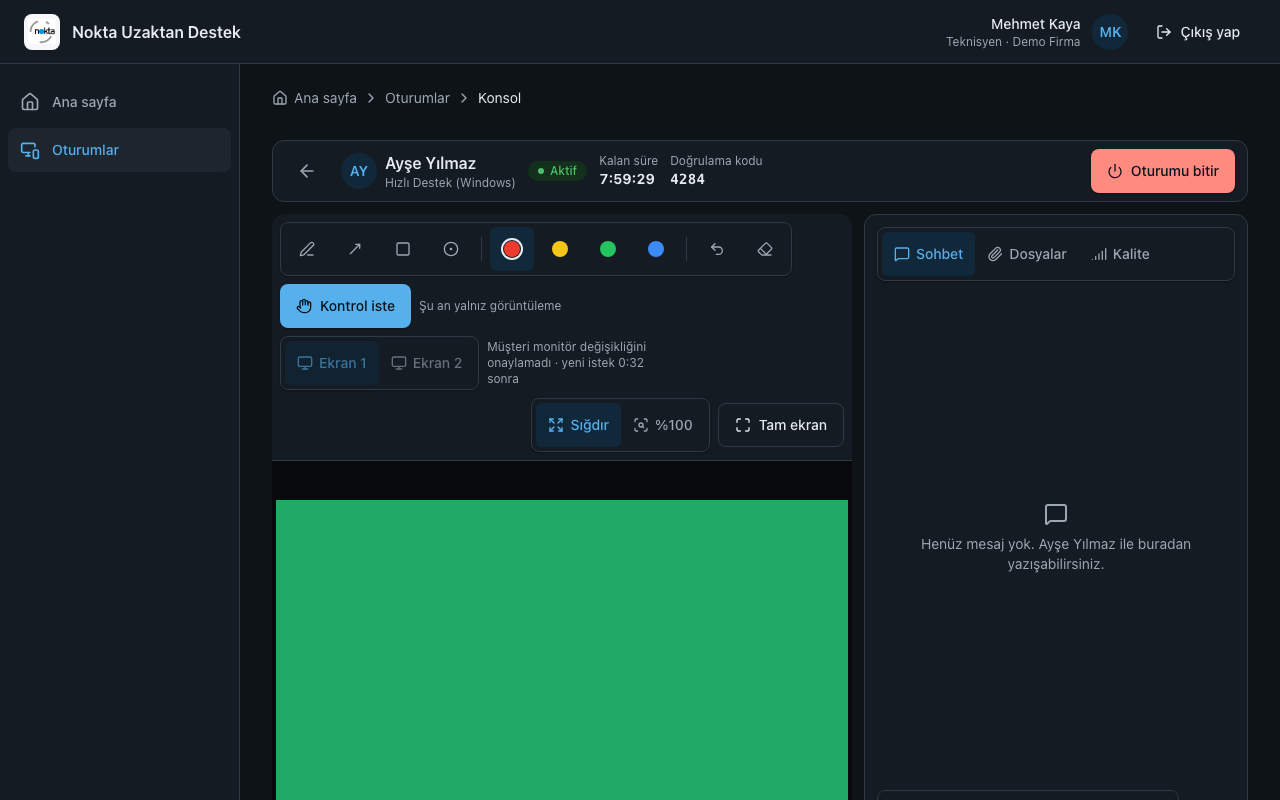 nokta
Nokta Uzaktan Destek
Mehmet Kaya
Teknisyen · Demo Firma
MK
Çıkış yap
Ana sayfa
Oturumlar
Ana sayfa > Oturumlar > Konsol
AY
Ayşe Yılmaz
Hızlı Destek (Windows)
Aktif
Kalan süre
7:59:29
Doğrulama kodu
4284
Oturumu bitir
Kontrol iste
Şu an yalnız görüntüleme
Ekran 1
Ekran 2
Müşteri monitör değişikliğini
onaylamadı · yeni istek 0:32
sonra
Sığdır
%100
Tam ekran
Sohbet
Dosyalar
Kalite
Henüz mesaj yok. Ayşe Yılmaz ile buradan
yazışabilirsiniz.